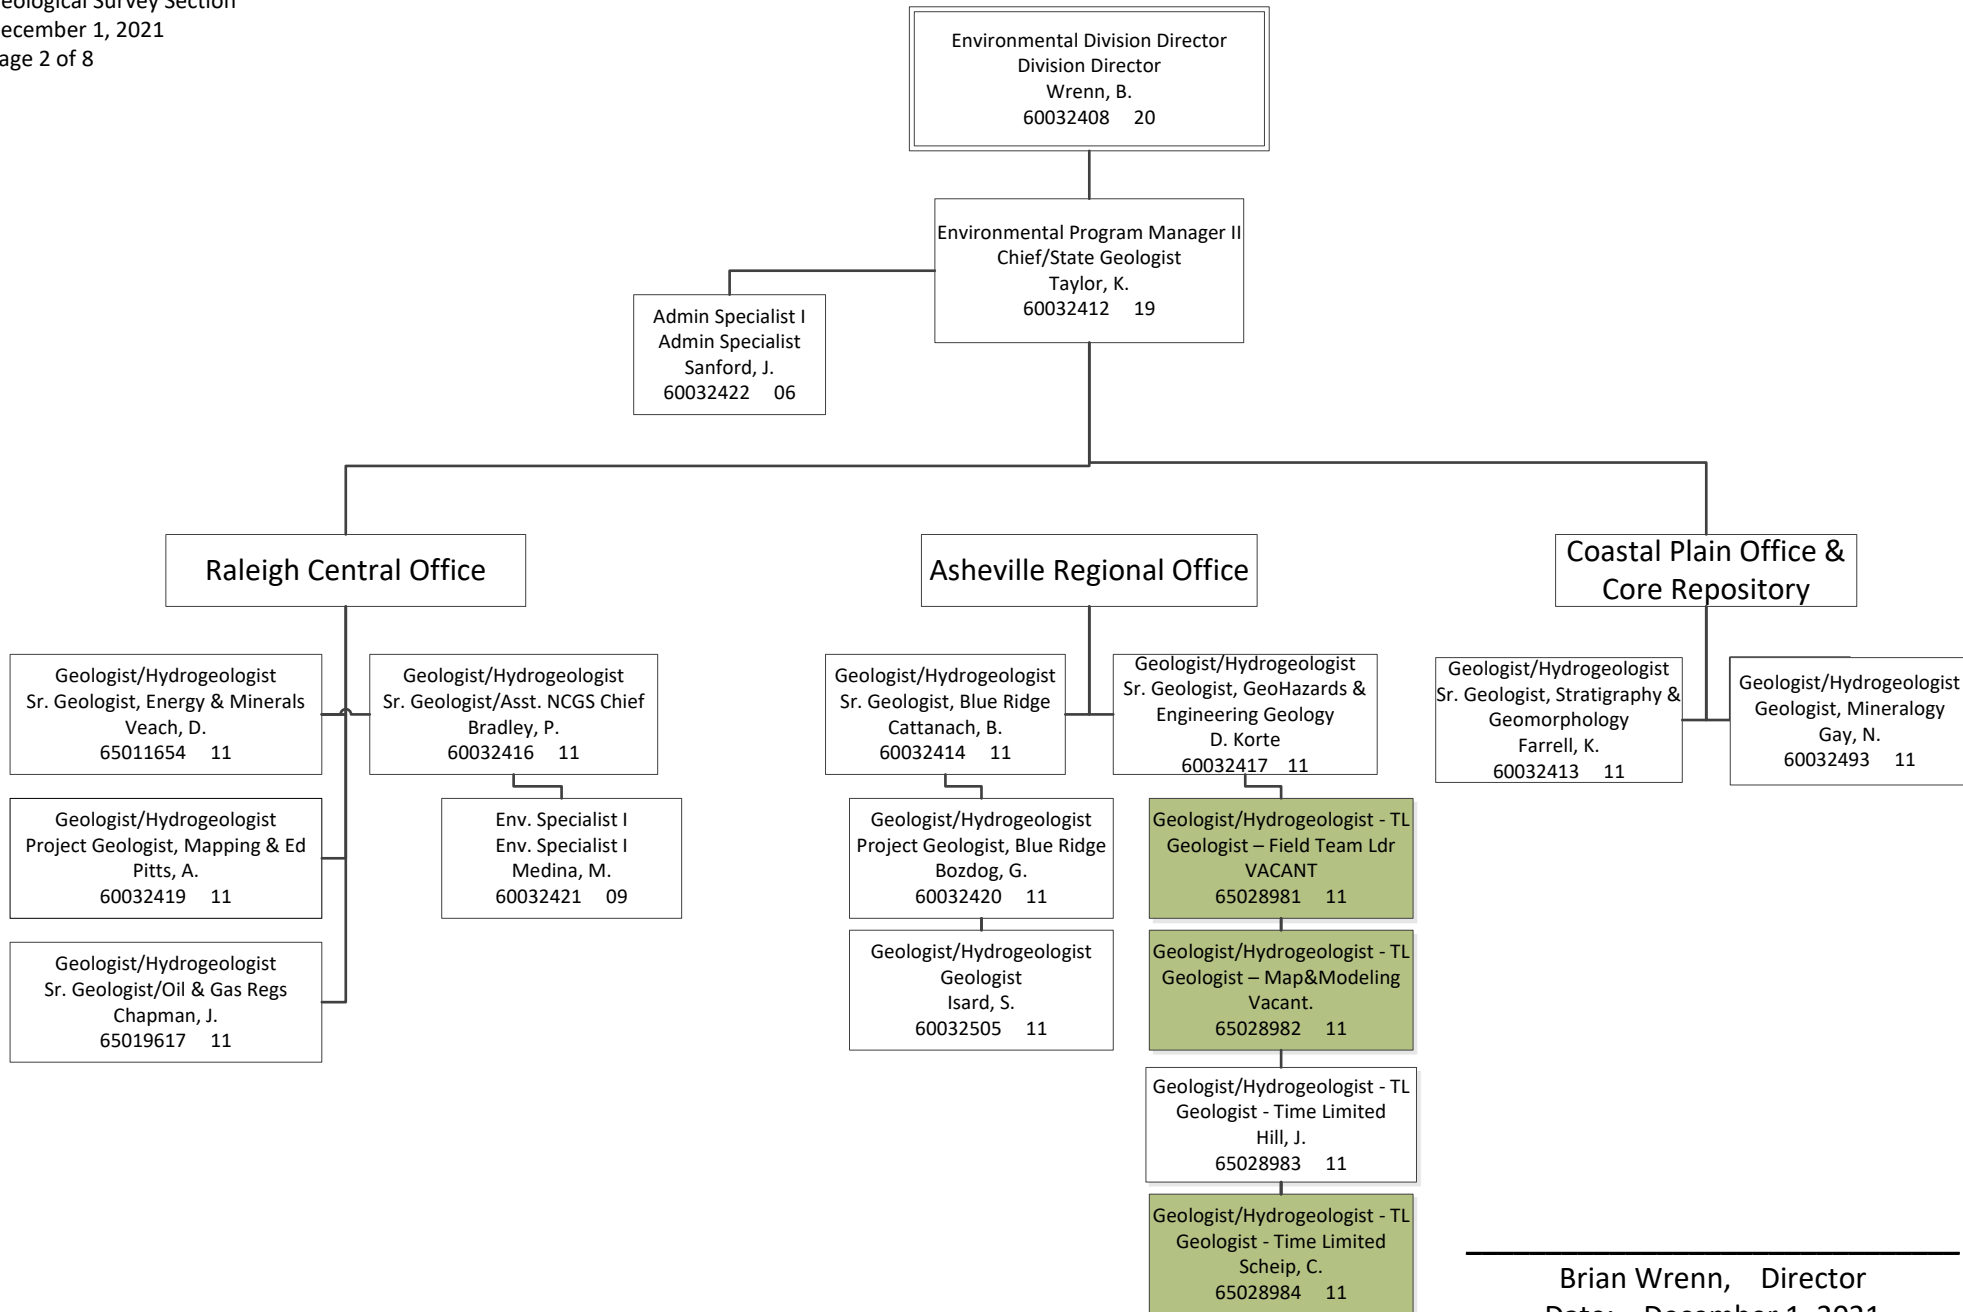 eological Survey Section
ecember 1, 2021
age 2 of 8
Environmental Division Director
Division Director
Wrenn, B.
60032408 20
Environmental Program Manager II
Chief/State Geologist
Taylor, K.
60032412 19
Admin Specialist I
Admin Specialist
Sanford, J.
60032422 06
Raleigh Central Office
Asheville Regional Office
Coastal Plain Office &
Core Repository
Geologist/Hydrogeologist
Sr. Geologist, Energy & Minerals
Veach, D.
65011654 11
Geologist/Hydrogeologist
Sr. Geologist/Asst. NCGS Chief
Bradley, P.
60032416 11
Geologist/Hydrogeologist
Project Geologist, Mapping & Ed
Pitts, A.
60032419 11
Env. Specialist I
Env. Specialist I
Medina, M.
60032421 09
Geologist/Hydrogeologist
Sr. Geologist/Oil & Gas Regs
Chapman, J.
65019617 11
Geologist/Hydrogeologist
Sr. Geologist, Blue Ridge
Cattanach, B.
60032414 11
Geologist/Hydrogeologist
Sr. Geologist, GeoHazards &
Engineering Geology
D. Korte
60032417 11
Geologist/Hydrogeologist
Project Geologist, Blue Ridge
Bozdog, G.
60032420 11
Geologist/Hydrogeologist
Geologist
Isard, S.
60032505 11
Geologist/Hydrogeologist - TL
Geologist – Field Team Ldr
VACANT
65028981 11
Geologist/Hydrogeologist - TL
Geologist – Map&Modeling
Vacant.
65028982 11
Geologist/Hydrogeologist - TL
Geologist - Time Limited
Hill, J.
65028983 11
Geologist/Hydrogeologist - TL
Geologist - Time Limited
Scheip, C.
65028984 11
Geologist/Hydrogeologist
Sr. Geologist, Stratigraphy &
Geomorphology
Farrell, K.
60032413 11
Geologist/Hydrogeologist
Geologist, Mineralogy
Gay, N.
60032493 11
Brian Wrenn, Director
Date: December 1, 2021